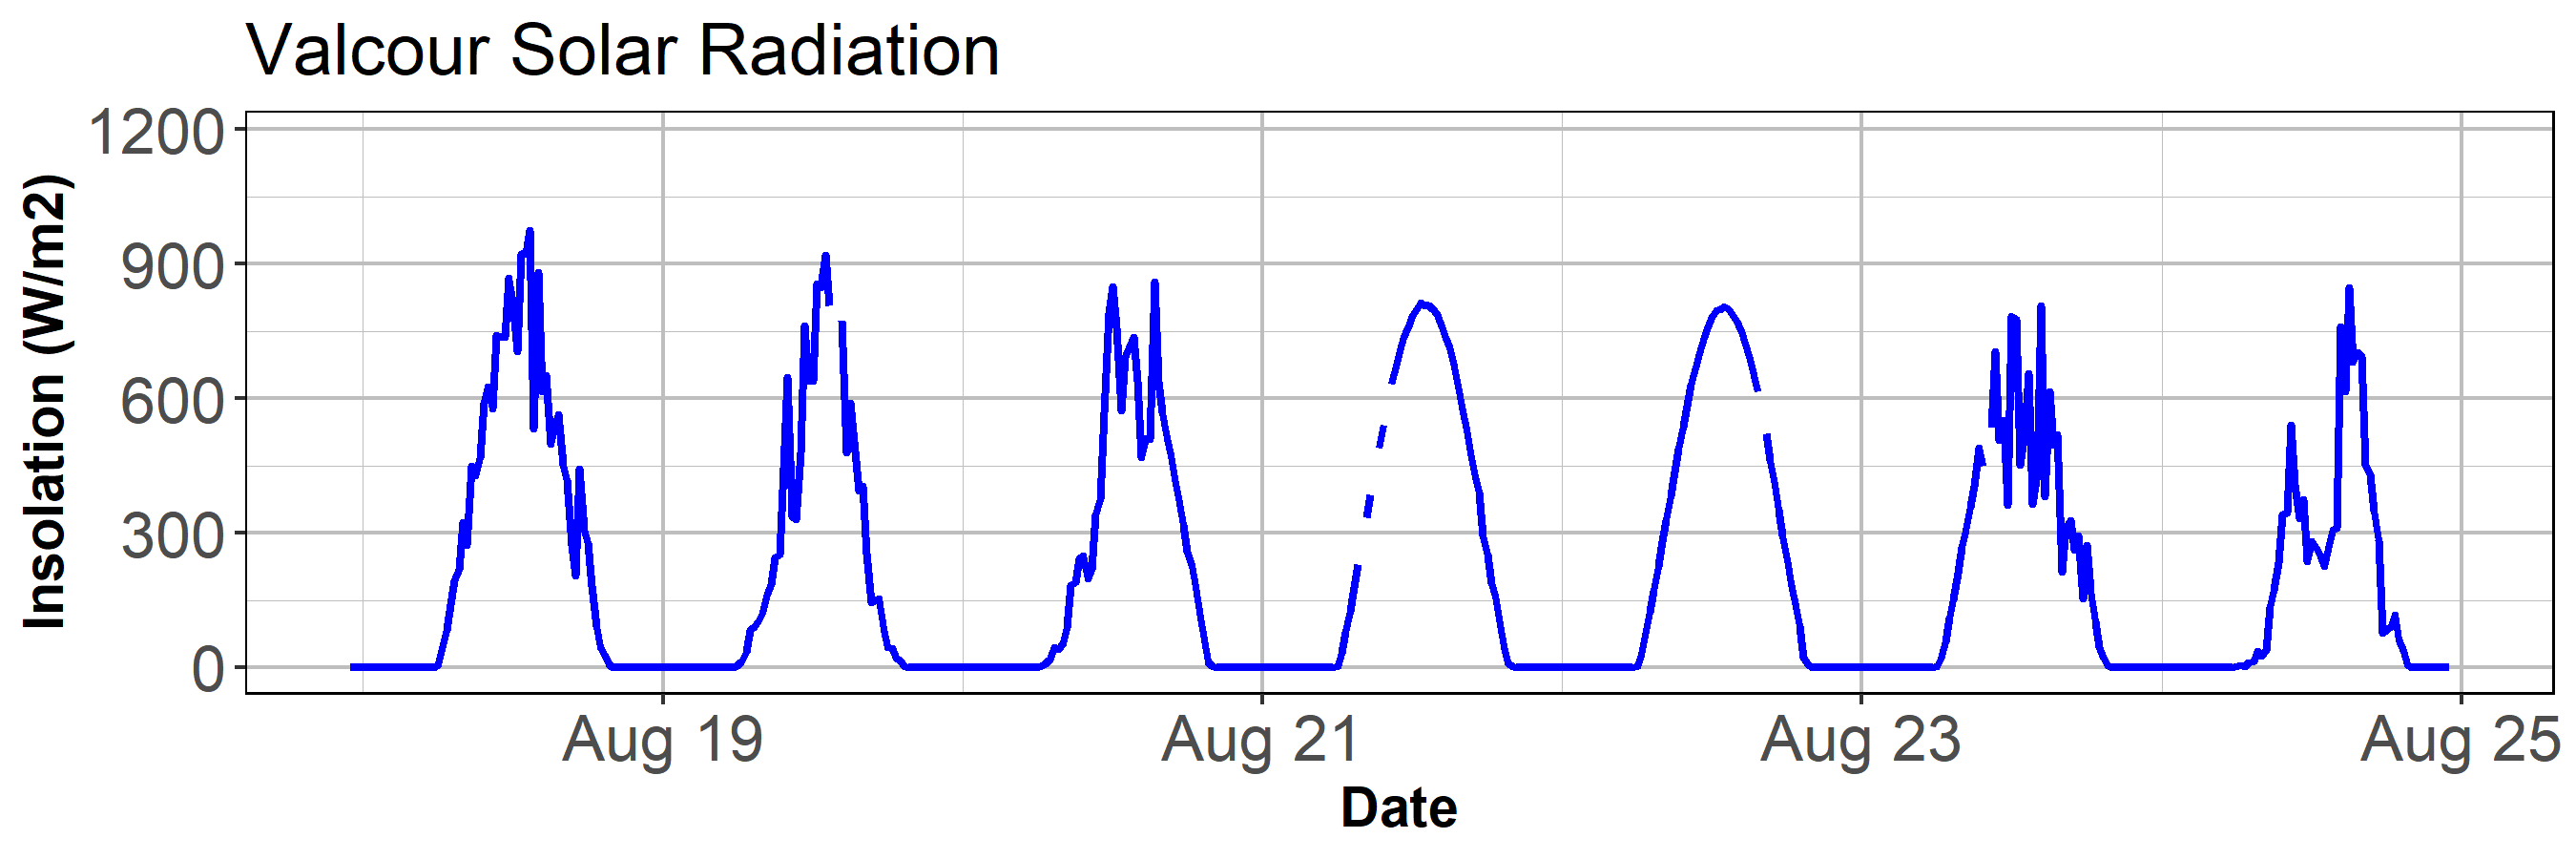 Valcour Solar Radiation
Insolation (W/m2)
1200
900
600
300
0
Aug 19
Aug 21
Aug 23
Aug 25
Date